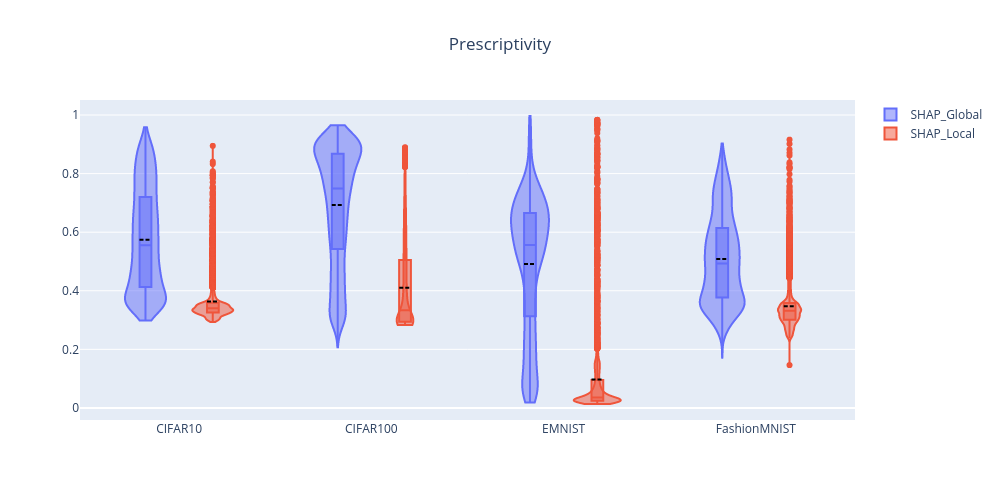 Prescriptivity
SHAP_Global
SHAP_Local
1
0.8
0.6
0.4
0.2
0
CIFAR10
CIFAR100
EMNIST
FashionMNIST